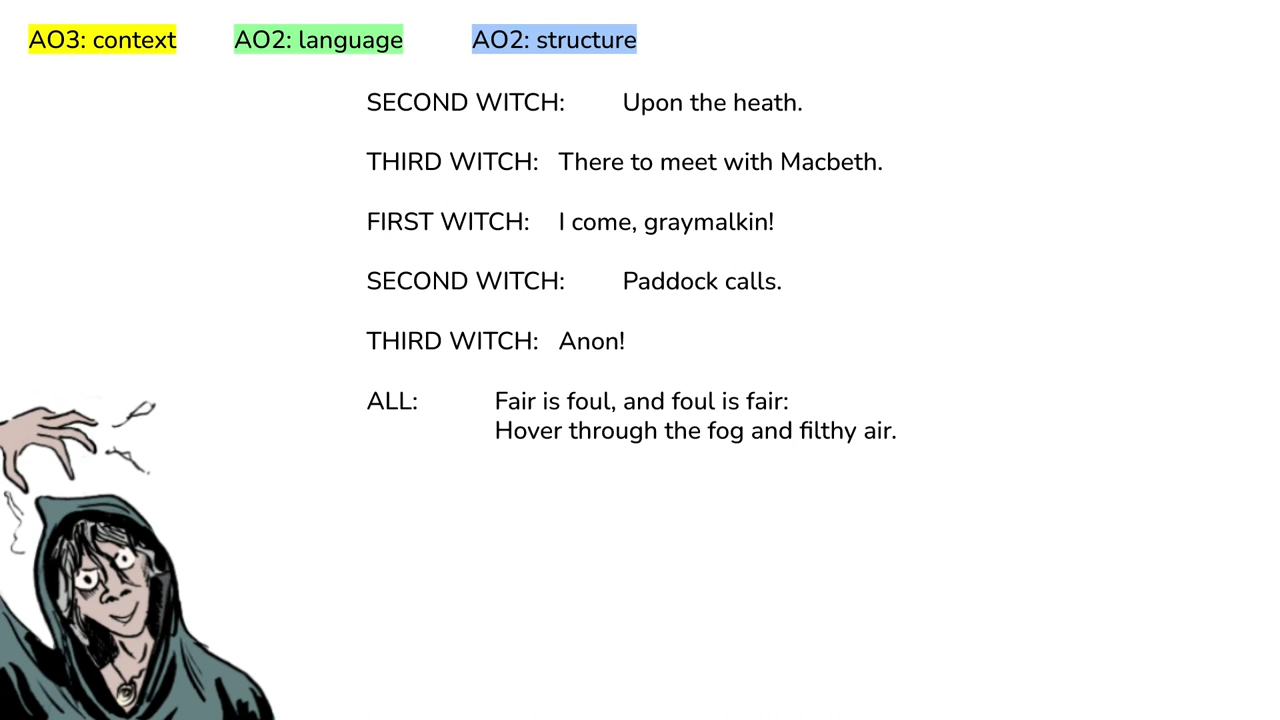 AO3: context AO2: language AO2: structure
SECOND WITCH: Upon the heath.
THIRD WITCH: There to meet with Macbeth.
FIRST WITCH: I come, graymalkin!
SECOND WITCH: Paddock calls.
THIRD WITCH: Anon!
ALL: Fair is foul, and foul is fair:
Hover through the fog and filthy air.